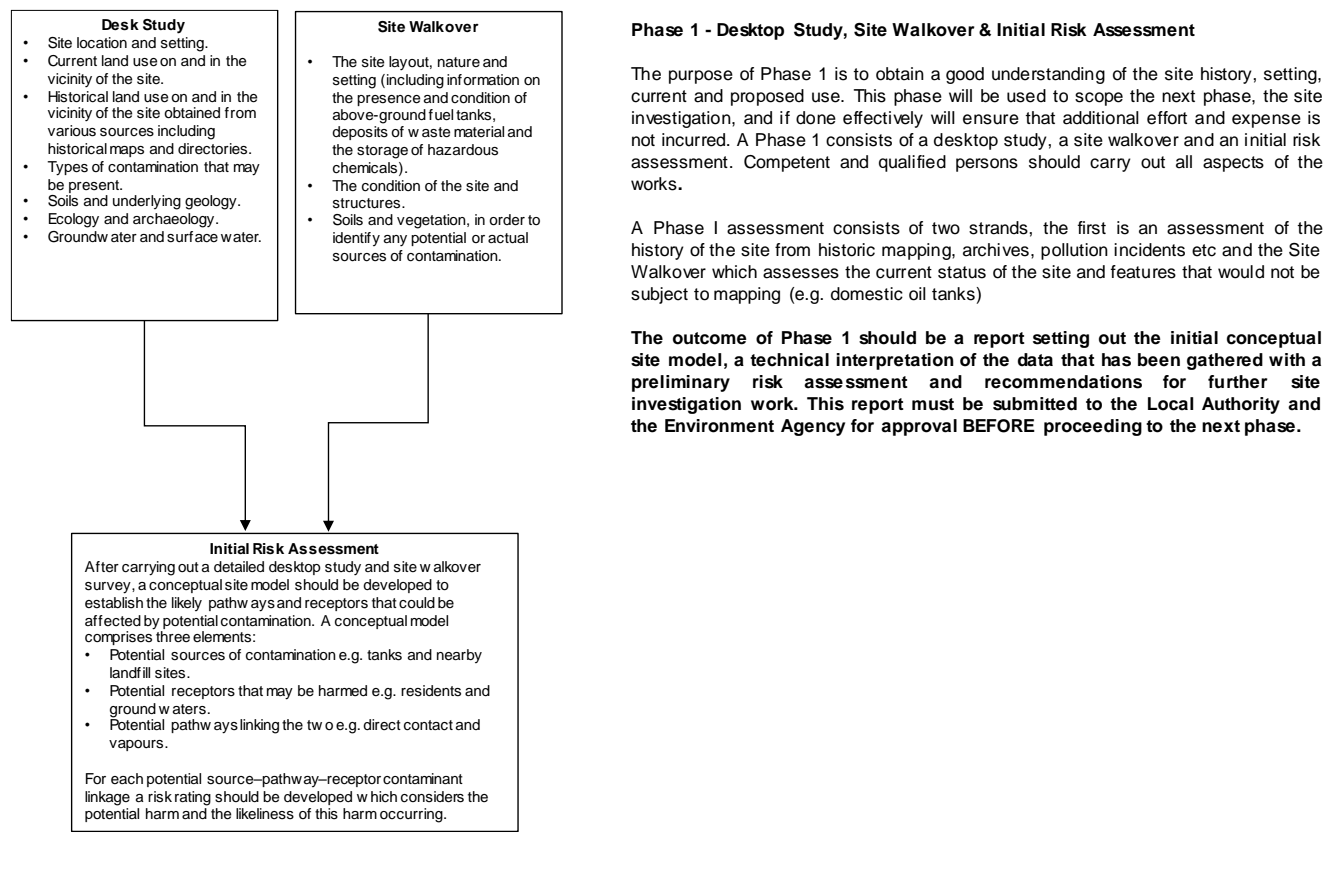 Desk Study
• Site location and setting.
• Current land use on and in the
vicinity of the site.
• Historical land use on and in the
vicinity of the site obtained from
various sources including
historical maps and directories.
• Types of contamination that may
be present.
• Soils and underlying geology.
• Ecology and archaeology.
• Groundwater and surface water.
Site Walkover
• The site layout, nature and
setting (including information on
the presence and condition of
above-ground fuel tanks,
deposits of waste material and
the storage of hazardous
chemicals).
• The condition of the site and
structures.
• Soils and vegetation, in order to
identify any potential or actual
sources of contamination.
Initial Risk Assessment
After carrying out a detailed desktop study and site walkover
survey, a conceptual site model should be developed to
establish the likely pathways and receptors that could be
affected by potential contamination. A conceptual model
comprises three elements:
• Potential sources of contamination e.g. tanks and nearby
landfill sites.
• Potential receptors that may be harmed e.g. residents and
ground waters.
• Potential pathways linking the two e.g. direct contact and
vapours.
For each potential source–pathway–receptor contaminant
linkage a risk rating should be developed which considers the
potential harm and the likeliness of this harm occurring.
Phase 1 - Desktop Study, Site Walkover & Initial Risk Assessment
The purpose of Phase 1 is to obtain a good understanding of the site history, setting,
current and proposed use. This phase will be used to scope the next phase, the site
investigation, and if done effectively will ensure that additional effort and expense is
not incurred. A Phase 1 consists of a desktop study, a site walkover and an initial risk
assessment. Competent and qualified persons should carry out all aspects of the
works.
A Phase I assessment consists of two strands, the first is an assessment of the
history of the site from historic mapping, archives, pollution incidents etc and the Site
Walkover which assesses the current status of the site and features that would not be
subject to mapping (e.g. domestic oil tanks)
The outcome of Phase 1 should be a report setting out the initial conceptual
site model, a technical interpretation of the data that has been gathered with a
preliminary risk assessment and recommendations for further site
investigation work. This report must be submitted to the Local Authority and
the Environment Agency for approval BEFORE proceeding to the next phase.